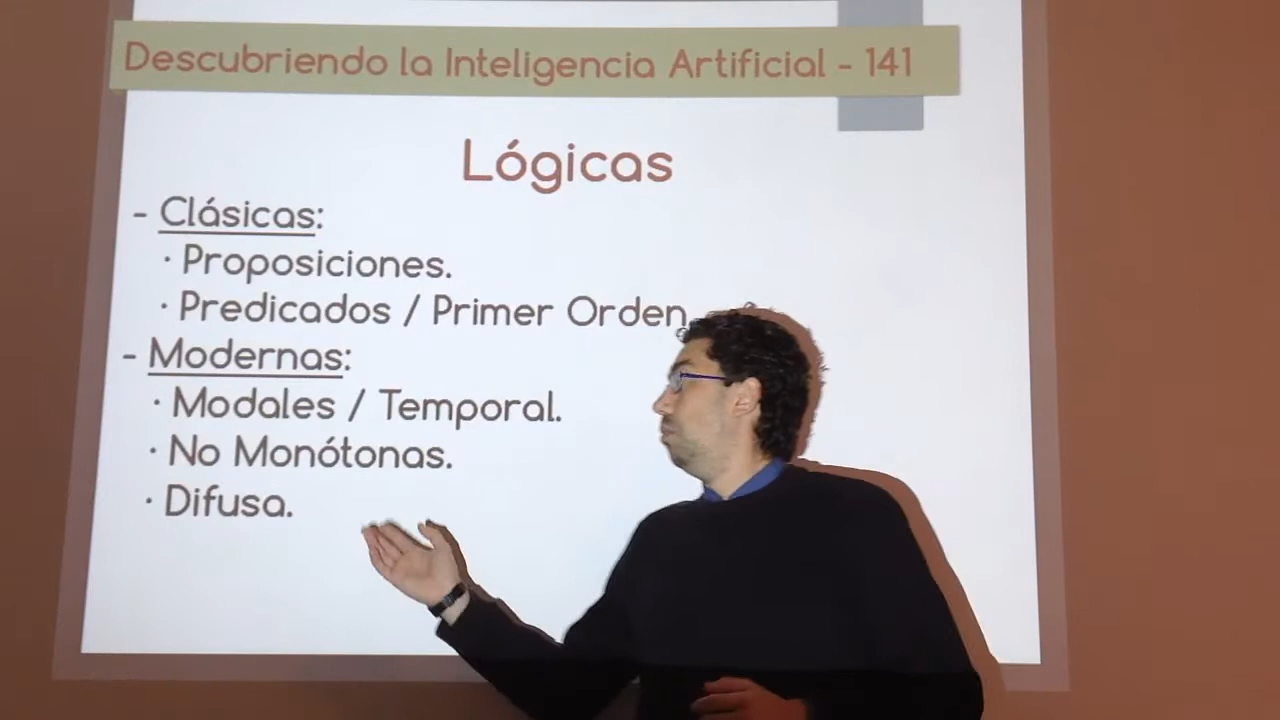 Descubriendo la Inteligencia Artificial - 141
Lógicas
- Clásicas:
· Proposiciones.
· Predicados / Primer Orden.
- Modernas:
· Modales / Temporal.
· No Monótonas.
· Difusa.